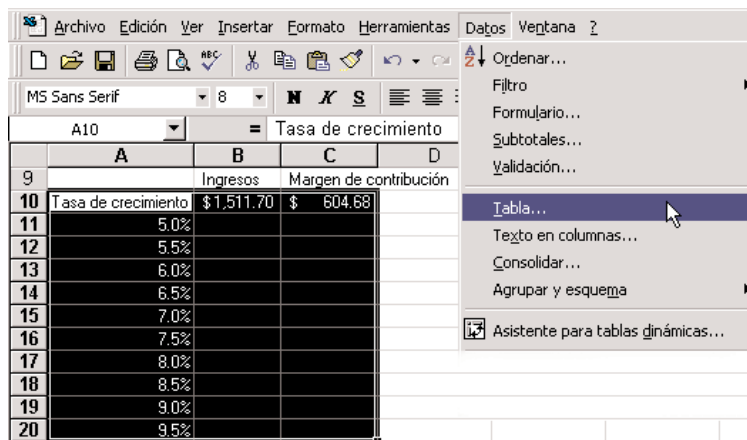 Archivo Edición Ver Insertar Formato Herramientas Datos Ventana ?
ABC
MS Sans Serif 8 N K S
A10 = Tasa de crecimiento
Ordenar...
Filtro
Formulario...
Subtotales...
Validación...
Tabla...
Texto en columnas...
Consolidar...
Agrupar y esquema
Asistente para tablas dinámicas...
A B C D
9 Ingresos Margen de contribución
10 Tasa de crecimiento $1,511.70 $ 604.68
11 5.0%
12 5.5%
13 6.0%
14 6.5%
15 7.0%
16 7.5%
17 8.0%
18 8.5%
19 9.0%
20 9.5%